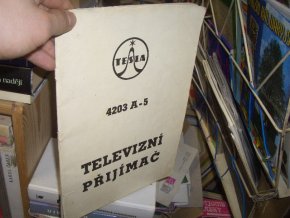 TESLA
4203 A-5
TELEVIZNÍ
PŘIJÍMAČ